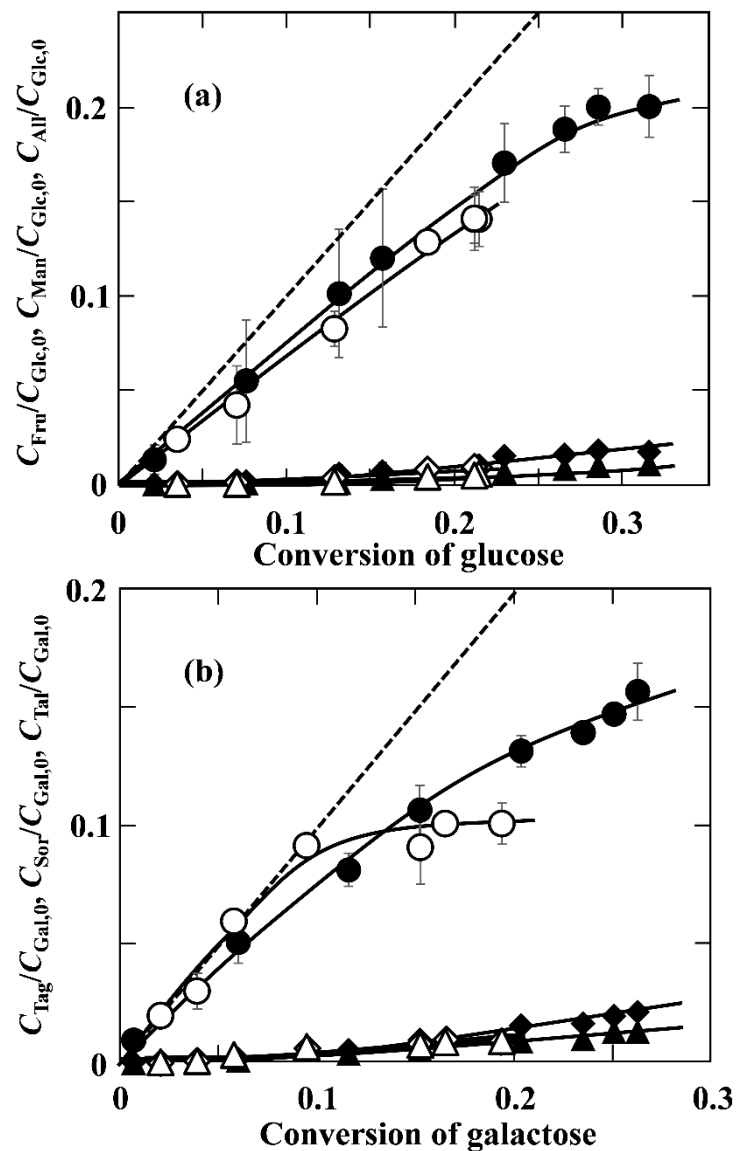 (a)
0.2
0.1
0
C_Fru/C_Glc,0, C_Man/C_Glc,0, C_All/C_Glc,0
0 0.1 0.2 0.3
Conversion of glucose
(b)
0.2
0.1
0
C_Tag/C_Gal,0, C_Sor/C_Gal,0, C_Tal/C_Gal,0
0 0.1 0.2 0.3
Conversion of galactose